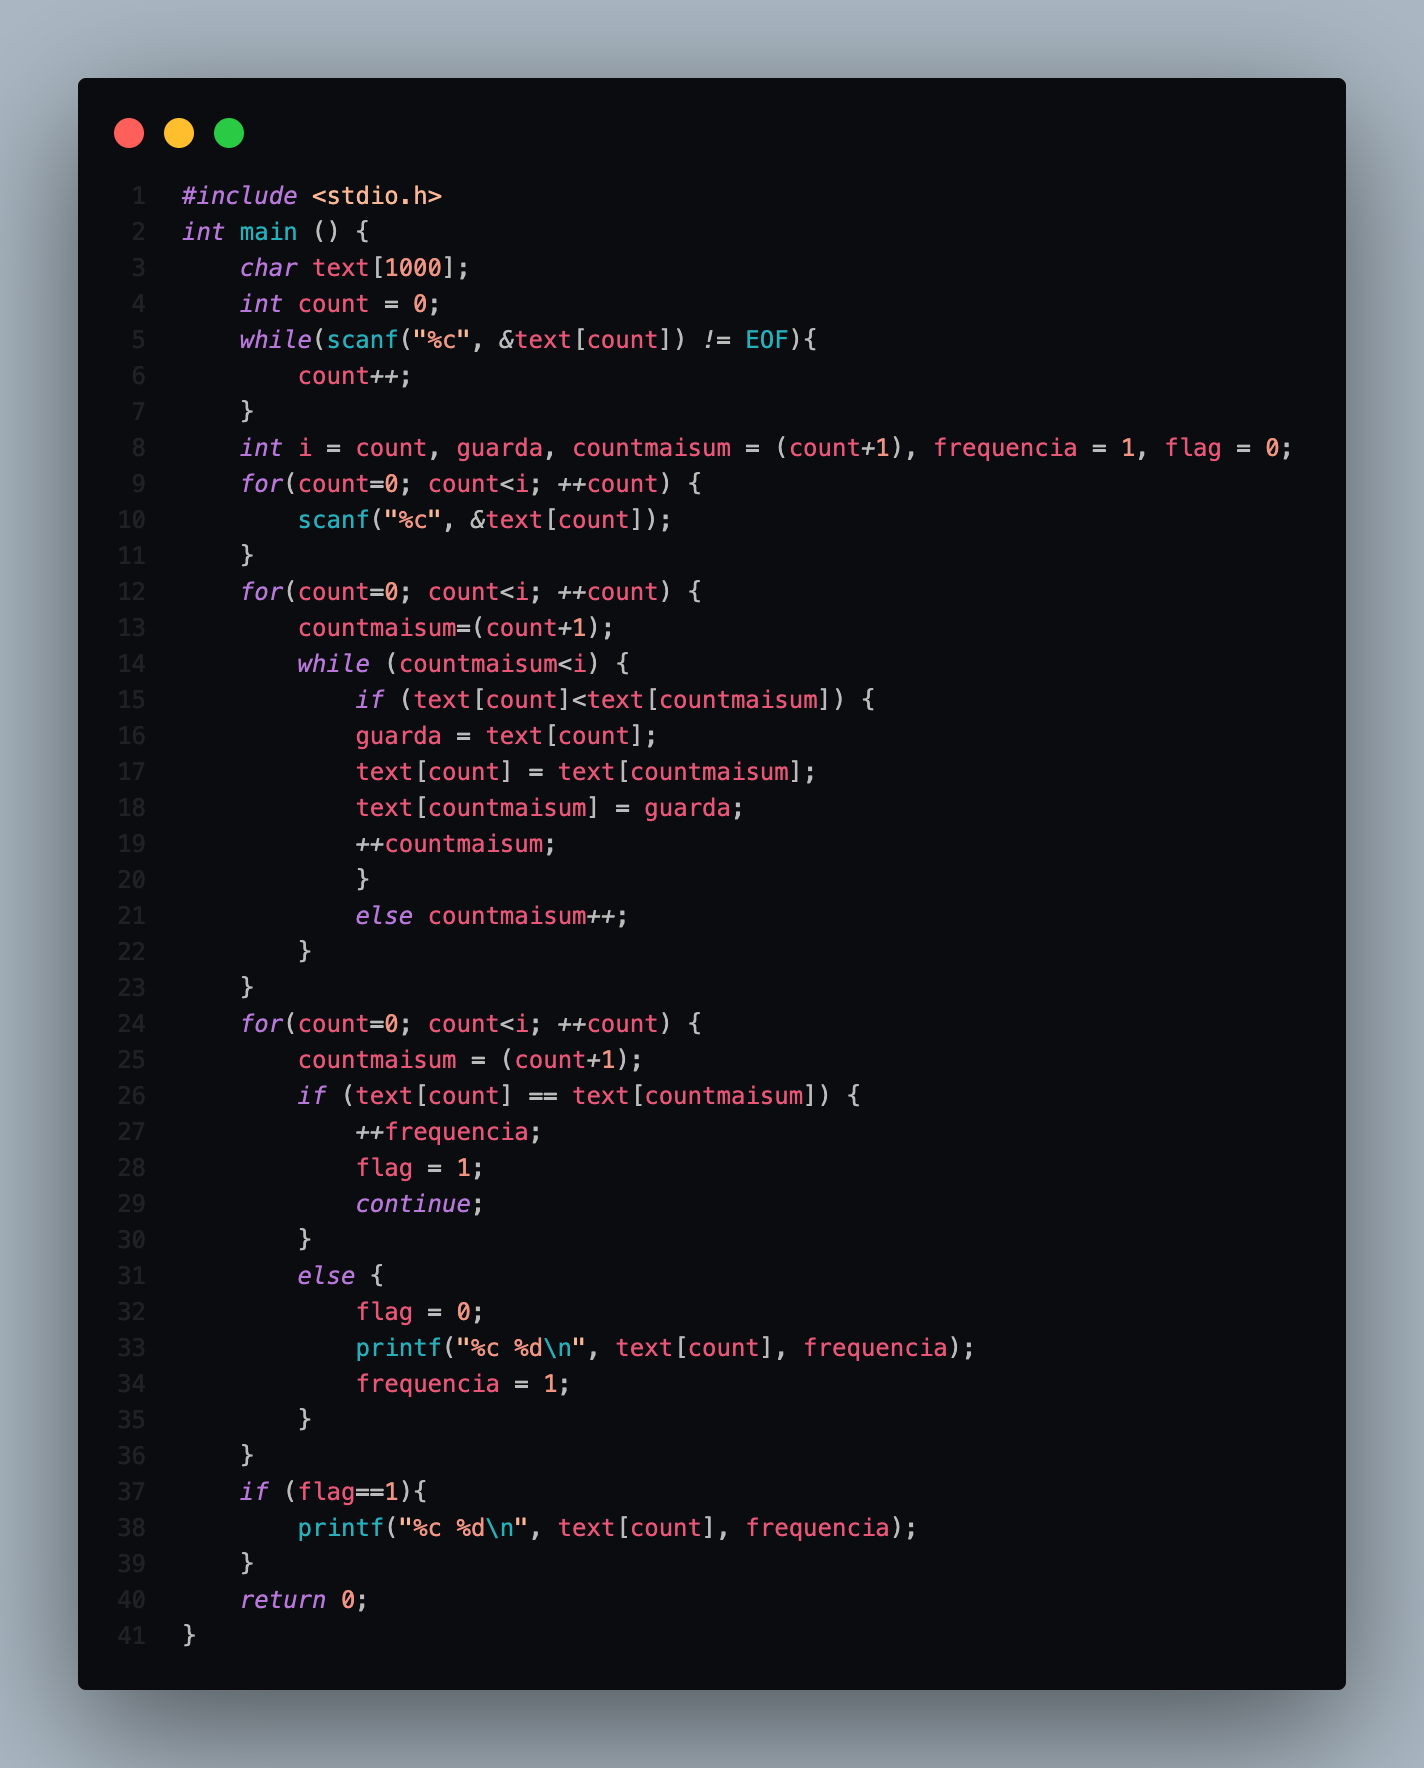 1 #include <stdio.h>
2 int main () {
3     char text[1000];
4     int count = 0;
5     while(scanf("%c", &text[count]) != EOF){
6         count++;
7     }
8     int i = count, guarda, countmaisum = (count+1), frequencia = 1, flag = 0;
9     for(count=0; count<i; ++count) {
10         scanf("%c", &text[count]);
11     }
12     for(count=0; count<i; ++count) {
13         countmaisum=(count+1);
14         while (countmaisum<i) {
15             if (text[count]<text[countmaisum]) {
16             guarda = text[count];
17             text[count] = text[countmaisum];
18             text[countmaisum] = guarda;
19             ++countmaisum;
20             }
21             else countmaisum++;
22         }
23     }
24     for(count=0; count<i; ++count) {
25         countmaisum = (count+1);
26         if (text[count] == text[countmaisum]) {
27             ++frequencia;
28             flag = 1;
29             continue;
30         }
31         else {
32             flag = 0;
33             printf("%c %d\n", text[count], frequencia);
34             frequencia = 1;
35         }
36     }
37     if (flag==1){
38         printf("%c %d\n", text[count], frequencia);
39     }
40     return 0;
41 }